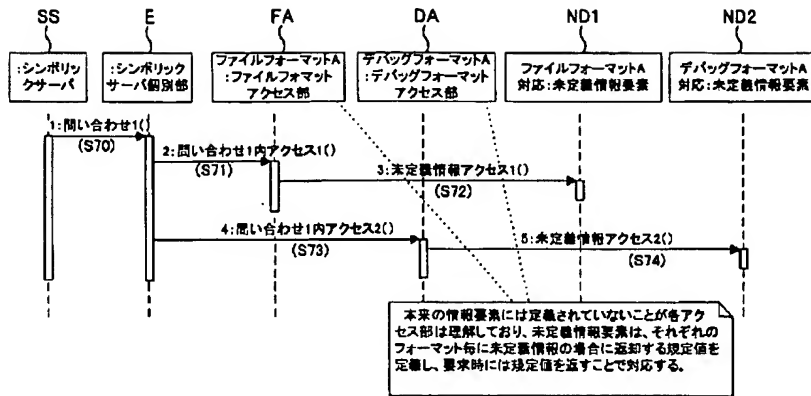 SS
E
FA
DA
ND1
ND2
:シンボリッ
クサーバ
:シンボリック
サーバ個別部
ファイルフォーマットA
:ファイルフォマット
アクセス部
デバッグフォーマットA
:デバッグフォーマット
アクセス部
ファイルフォーマットA
対応:未定義情報要素
デバッグフォーマットA
対応:未定義情報要素
1:問い合わせ1()
(S70)
2:問い合わせ1内アクセス1()
(S71)
3:未定義情報アクセス1()
(S72)
4:問い合わせ1内アクセス2()
(S73)
5:未定義情報アクセス2()
(S74)
本来の情報要素には定義されていないことが各アク
セス部は理解しており、未定義情報要素は、それぞれの
フォーマット毎に未定義情報の場合に返却する規定値を
定義し、要求時には規定値を返すことで対応する。